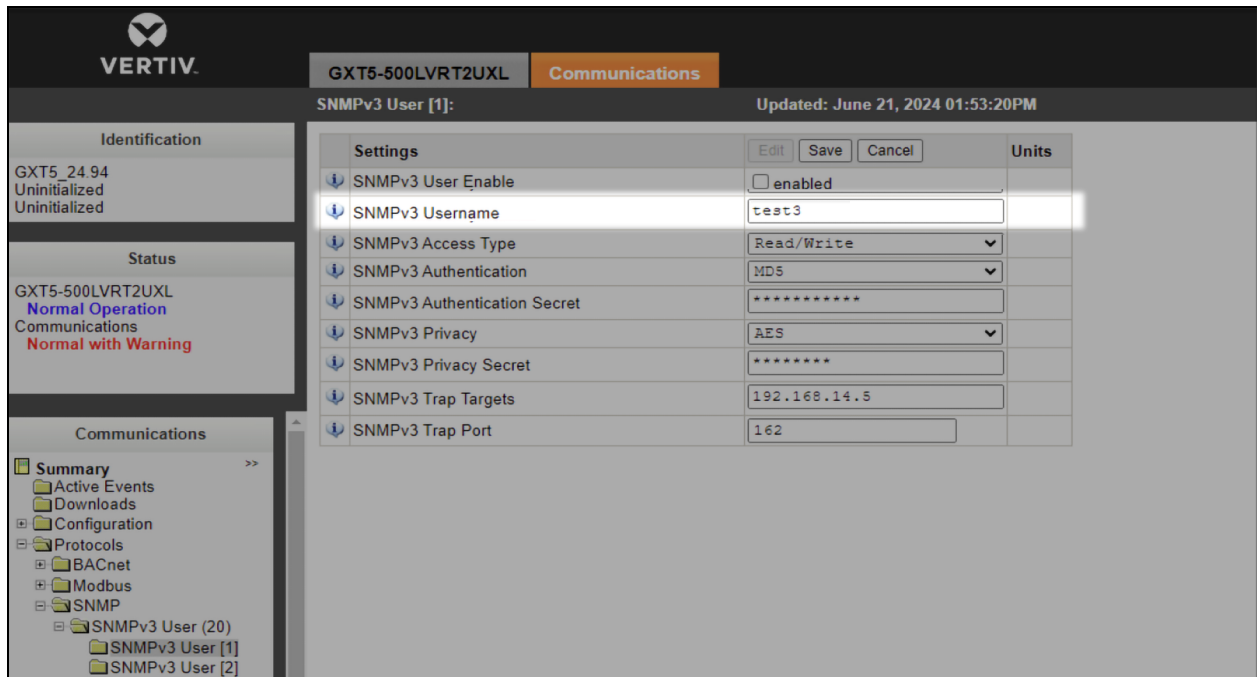 VERTIV.
GXT5-500LVRT2UXL Communications
SNMPv3 User [1]: Updated: June 21, 2024 01:53:20PM
Identification
GXT5_24.94
Uninitialized
Uninitialized
Status
GXT5-500LVRT2UXL
Normal Operation
Communications
Normal with Warning
Communications
Summary >>
Active Events
Downloads
Configuration
Protocols
BACnet
Modbus
SNMP
SNMPv3 User (20)
SNMPv3 User [1]
SNMPv3 User [2]
Settings Edit Save Cancel Units
SNMPv3 User Enable enabled
SNMPv3 Username test3
SNMPv3 Access Type Read/Write
SNMPv3 Authentication MD5
SNMPv3 Authentication Secret ***********
SNMPv3 Privacy AES
SNMPv3 Privacy Secret ********
SNMPv3 Trap Targets 192.168.14.5
SNMPv3 Trap Port 162